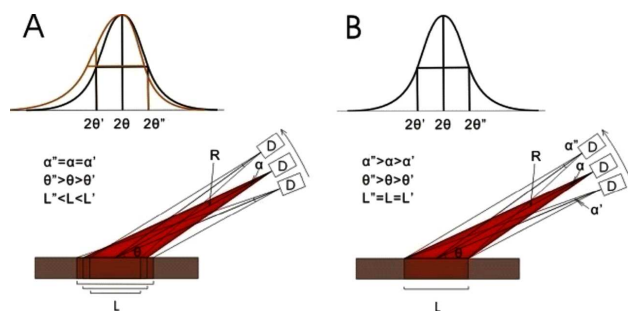 A
2θ' 2θ 2θ"
α"=α=α'
θ">θ>θ'
L"<L<L'
R
D
α
D
D
θ
L
B
2θ' 2θ 2θ"
α">α>α'
θ">θ>θ'
L"=L=L'
R
α"
D
α
D
D
α'
θ
L